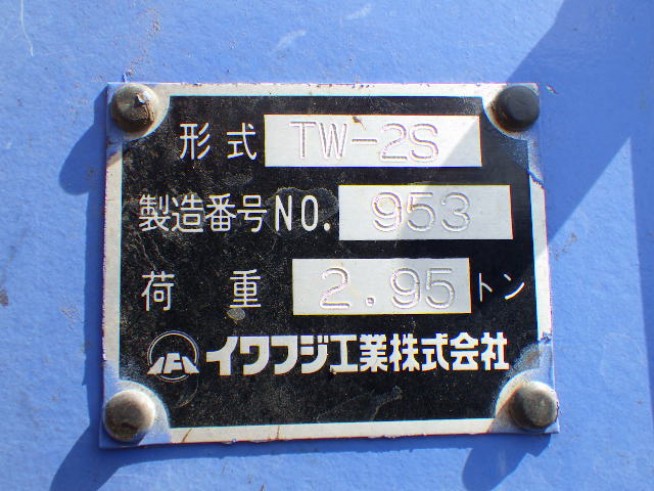 形式 TW-2S
製造番号NO. 953
荷重 2.95トン
イワフジ工業株式会社